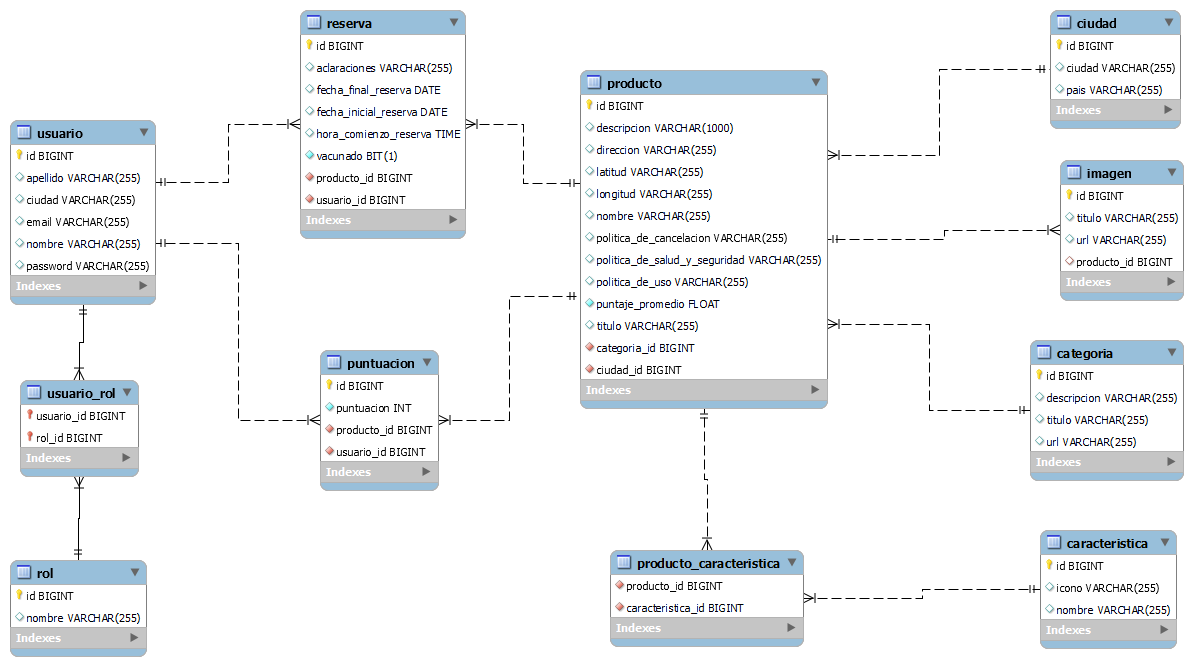 reserva
id BIGINT
aclaraciones VARCHAR(255)
fecha_final_reserva DATE
fecha_inicial_reserva DATE
hora_comienzo_reserva TIME
vacunado BIT(1)
producto_id BIGINT
usuario_id BIGINT
Indexes
ciudad
id BIGINT
ciudad VARCHAR(255)
pais VARCHAR(255)
Indexes
producto
id BIGINT
descripcion VARCHAR(1000)
direccion VARCHAR(255)
latitud VARCHAR(255)
longitud VARCHAR(255)
nombre VARCHAR(255)
politica_de_cancelacion VARCHAR(255)
politica_de_salud_y_seguridad VARCHAR(255)
politica_de_uso VARCHAR(255)
puntaje_promedio FLOAT
titulo VARCHAR(255)
categoria_id BIGINT
ciudad_id BIGINT
Indexes
usuario
id BIGINT
apellido VARCHAR(255)
ciudad VARCHAR(255)
email VARCHAR(255)
nombre VARCHAR(255)
password VARCHAR(255)
Indexes
imagen
id BIGINT
titulo VARCHAR(255)
url VARCHAR(255)
producto_id BIGINT
Indexes
categoria
id BIGINT
descripcion VARCHAR(255)
titulo VARCHAR(255)
url VARCHAR(255)
Indexes
puntuacion
id BIGINT
puntuacion INT
producto_id BIGINT
usuario_id BIGINT
Indexes
usuario_rol
usuario_id BIGINT
rol_id BIGINT
Indexes
rol
id BIGINT
nombre VARCHAR(255)
Indexes
producto_caracteristica
producto_id BIGINT
caracteristica_id BIGINT
Indexes
caracteristica
id BIGINT
icono VARCHAR(255)
nombre VARCHAR(255)
Indexes